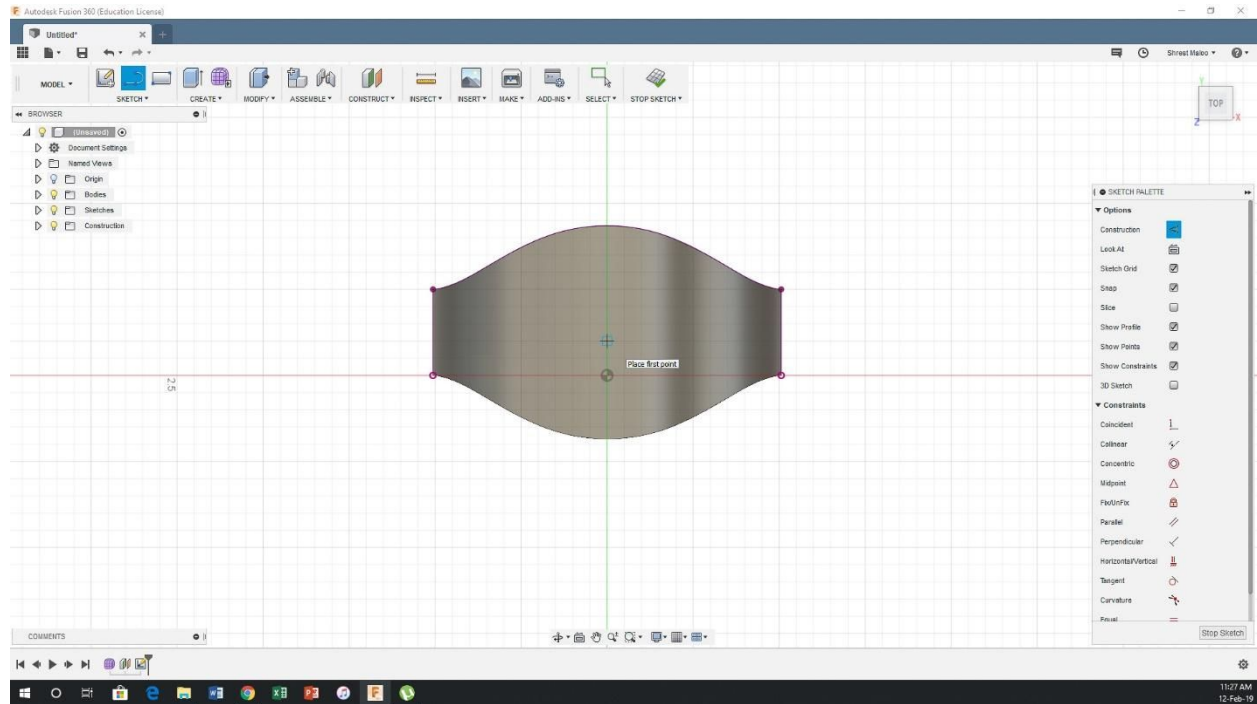 Autodesk Fusion 360 (Education License)
Untitled*
Shrest Maloo
MODEL
SKETCH
CREATE
MODIFY
ASSEMBLE
CONSTRUCT
INSPECT
INSERT
MAKE
ADD-INS
SELECT
STOP SKETCH
TOP
Y
X
Z
BROWSER
(Unsaved)
Document Settings
Named Views
Origin
Bodies
Sketches
Construction
2.5
Place first point
SKETCH PALETTE
Options
Construction
Look At
Sketch Grid
Snap
Slice
Show Profile
Show Points
Show Constraints
3D Sketch
Constraints
Coincident
Collinear
Concentric
Midpoint
Fix/UnFix
Parallel
Perpendicular
Horizontal/Vertical
Tangent
Curvature
Equal
Stop Sketch
COMMENTS
11:27 AM
12-Feb-19